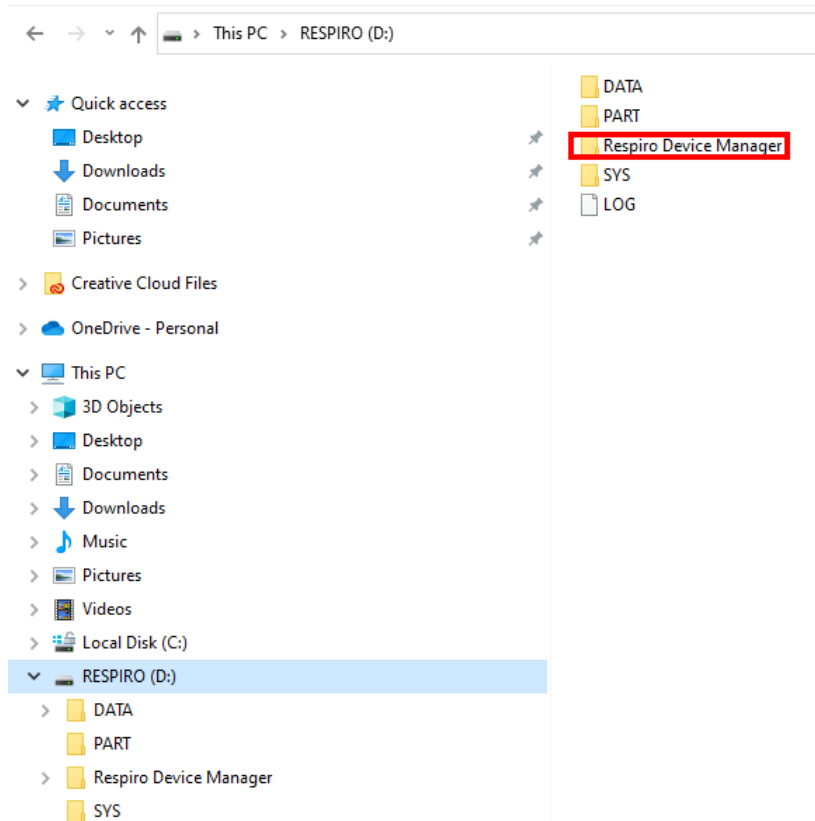 This PC > RESPIRO (D:)
Quick access
Desktop
Downloads
Documents
Pictures
Creative Cloud Files
OneDrive - Personal
This PC
3D Objects
Desktop
Documents
Downloads
Music
Pictures
Videos
Local Disk (C:)
RESPIRO (D:)
DATA
PART
Respiro Device Manager
SYS
DATA
PART
Respiro Device Manager
SYS
LOG